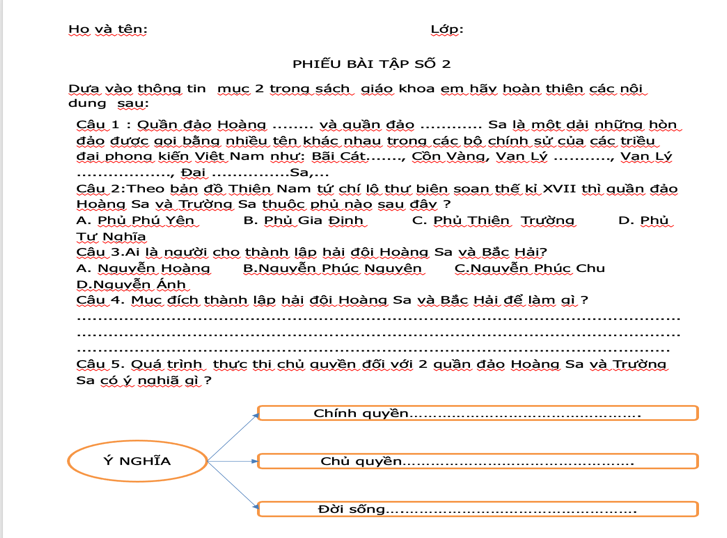 Họ và tên: Lớp:
PHIẾU BÀI TẬP SỐ 2
Dựa vào thông tin mục 2 trong sách giáo khoa em hãy hoàn thiện các nội
dung sau:
Câu 1 : Quần đảo Hoàng ........ và quần đảo ............ Sa là một dải những hòn
đảo được gọi bằng nhiều tên khác nhau trong các bộ chính sử của các triều
đại phong kiến Việt Nam như: Bãi Cát......., Cồn Vàng, Vạn Lý ..........., Vạn Lý
................., Đại ...............Sa,...
Câu 2:Theo bản đồ Thiên Nam tứ chí lộ thư biên soạn thế kỉ XVII thì quần đảo
Hoàng Sa và Trường Sa thuộc phủ nào sau đây ?
A. Phủ Phú Yên B. Phủ Gia Định C. Phủ Thiên Trường D. Phủ
Tư Nghĩa
Câu 3.Ai là người cho thành lập hải đội Hoàng Sa và Bắc Hải?
A. Nguyễn Hoàng B.Nguyễn Phúc Nguyên C.Nguyễn Phúc Chu
D.Nguyễn Ánh
Câu 4. Mục đích thành lập hải đội Hoàng Sa và Bắc Hải để làm gì ?
................................................................................................................
................................................................................................................
..............................................................................................................
Câu 5. Quá trình thực thi chủ quyền đối với 2 quần đảo Hoàng Sa và Trường
Sa có ý nghiã gì ?
Chính quyền.............................................
Ý NGHĨA
Chủ quyền.............................................
Đời sống.................................................